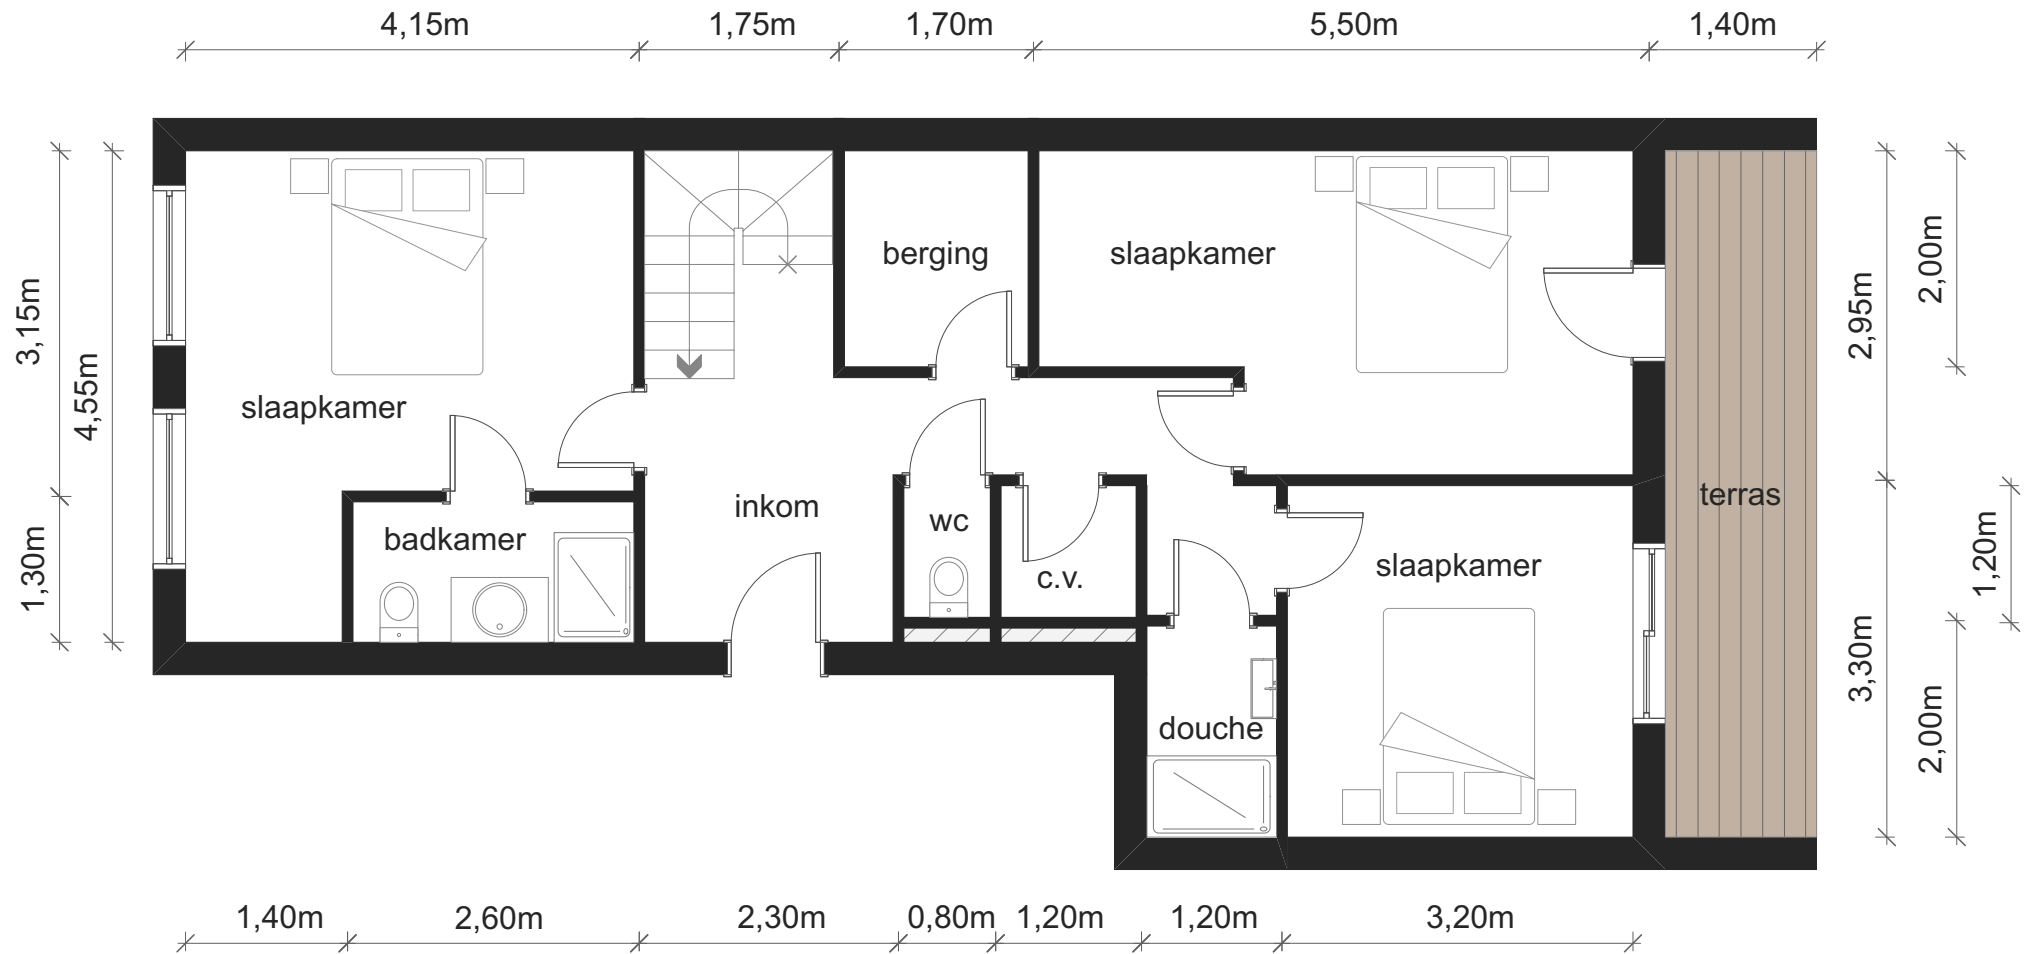 4,15m 1,75m 1,70m 5,50m 1,40m
3,15m
4,55m
1,30m
slaapkamer
badkamer
berging
inkom
wc
c.v.
slaapkamer
douche
slaapkamer
terras
2,95m
2,00m
1,20m
3,30m
2,00m
1,40m 2,60m 2,30m 0,80m 1,20m 1,20m 3,20m